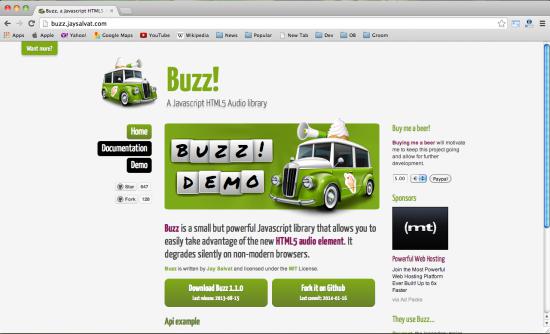 Buzz, a javascript HTML5
buzz.jaysalvat.com
Apps Apple Yahoo! Google Maps YouTube Wikipedia News Popular New Tab Dev OB Groom
Want more?
Buzz!
A Javascript HTML5 Audio library
Home
Documentation
Demo
Star 647
Fork 128
BUZZ!
DEMO
Buzz is a small but powerful Javascript library that allows you to
easily take advantage of the new HTML5 audio element. It
degrades silently on non-modern browsers.
Buzz is written by Jay Salvat and licensed under the MIT License.
Download Buzz 1.1.0
Last release: 2013-08-15
Fork it on Github
Last commit: 2014-01-16
Api example
Buy me a beer!
Buying me a beer will motivate
me to keep this project going
and allow for further
development.
5.00 € Paypal
Sponsors
(mt)
Powerful Web Hosting
Join the Most Powerful
Web Hosting Platform
Ever Built! Up to 6x
Faster
via Ad Packs
They use Buzz...